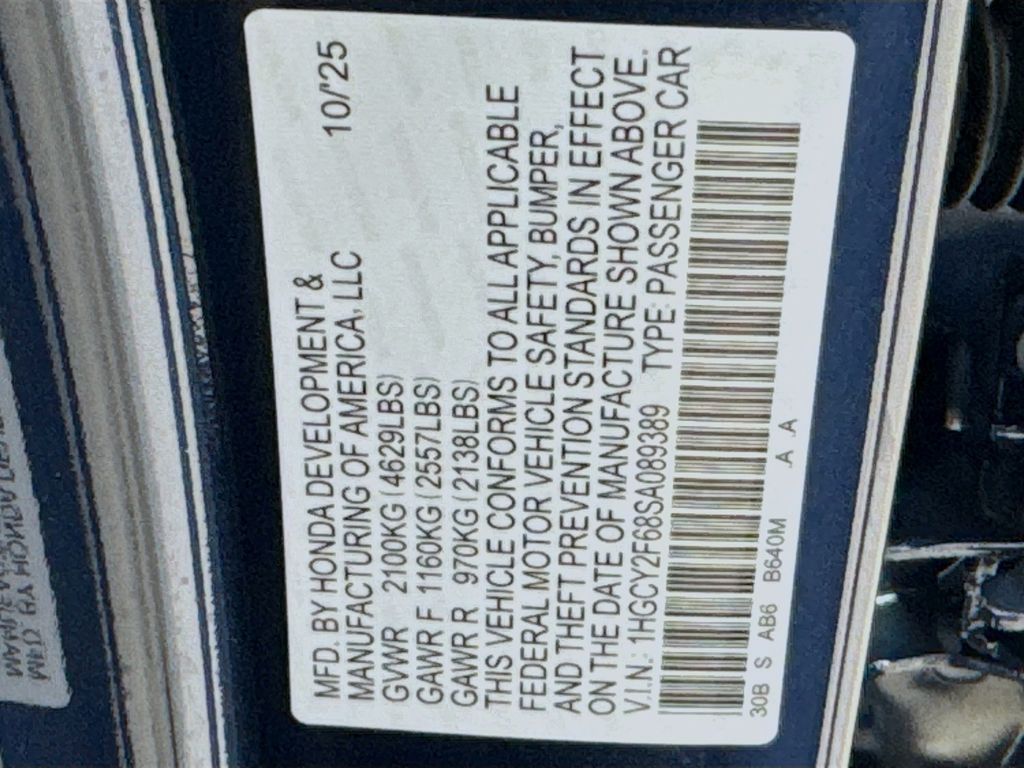 MFD. BY HONDA DEVELOPMENT & 10/'25
MANUFACTURING OF AMERICA, LLC
GVWR 2100KG (4629LBS)
GAWR F 1160KG (2557LBS)
GAWR R 970KG (2138LBS)
THIS VEHICLE CONFORMS TO ALL APPLICABLE
FEDERAL MOTOR VEHICLE SAFETY, BUMPER,
AND THEFT PREVENTION STANDARDS IN EFFECT
ON THE DATE OF MANUFACTURE SHOWN ABOVE.
V.I.N.: 1HGCY2F68SA089389 TYPE: PASSENGER CAR
30B S AB6 B640M .A .A